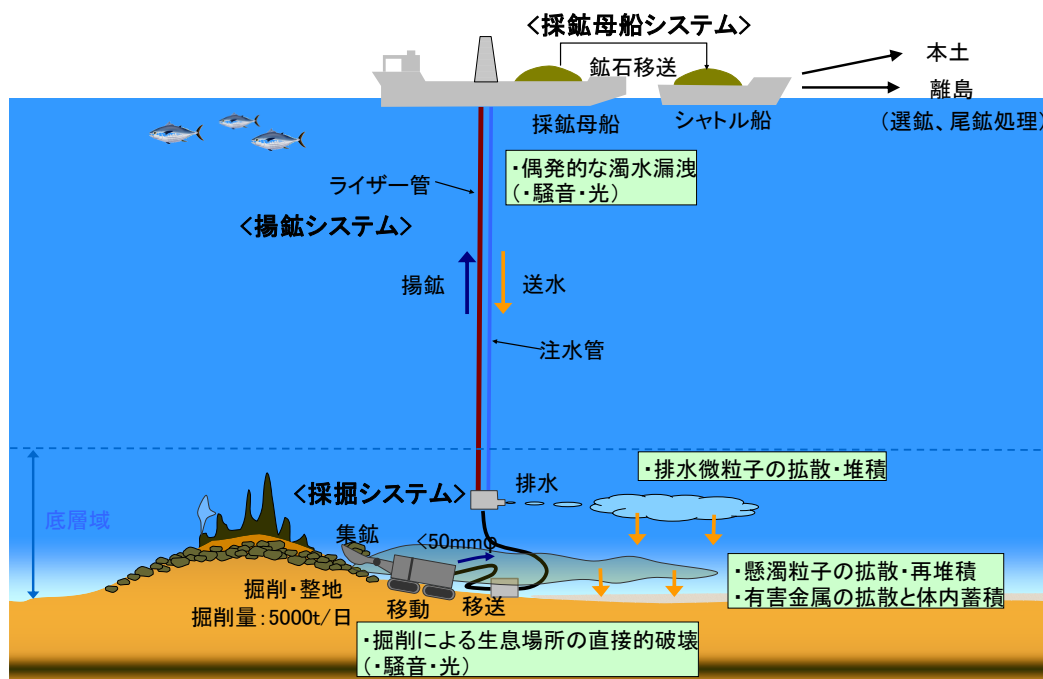 <採鉱母船システム>
鉱石移送
本土
離島
(選鉱、尾鉱処理)
採鉱母船
シャトル船
・偶発的な濁水漏洩
(・騒音・光)
ライザー管
<揚鉱システム>
揚鉱
送水
注水管
・排水微粒子の拡散・堆積
<採掘システム>
排水
底層域
集鉱
<50mmφ
・懸濁粒子の拡散・再堆積
・有害金属の拡散と体内蓄積
掘削・整地
掘削量:5000t/日
移動
移送
・掘削による生息場所の直接的破壊
(・騒音・光)